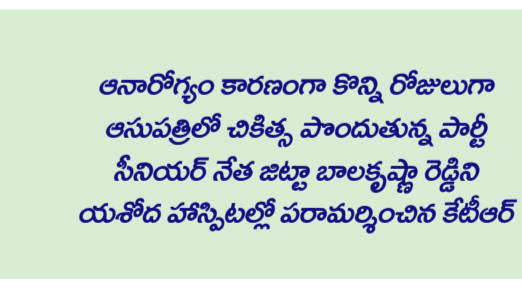 అనారోగ్యం కారణంగా కొన్ని రోజులుగా
ఆసుపత్రిలో చికిత్స పొందుతున్న పార్టీ
సీనియర్ నేత జిట్టా బాలకృష్ణా రెడ్డిని
యశోద హాస్పిటల్లో పరామర్శించిన కేటీఆర్